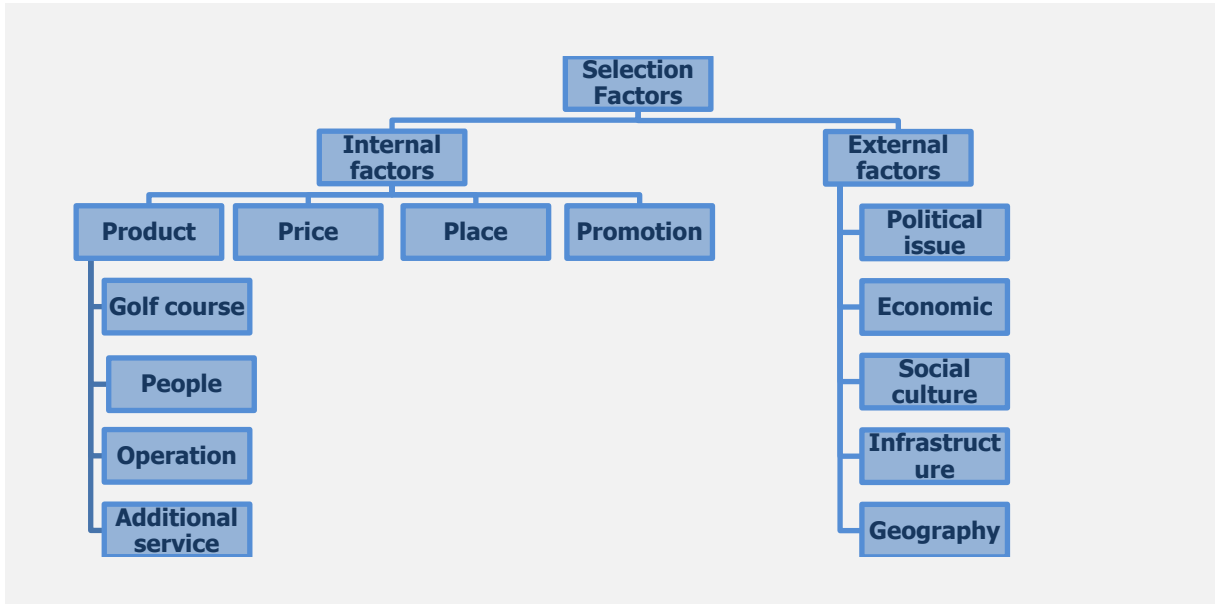 Selection
Factors
Internal
factors
External
factors
Product
Price
Place
Promotion
Golf course
People
Operation
Additional
service
Political
issue
Economic
Social
culture
Infrastruct
ure
Geography